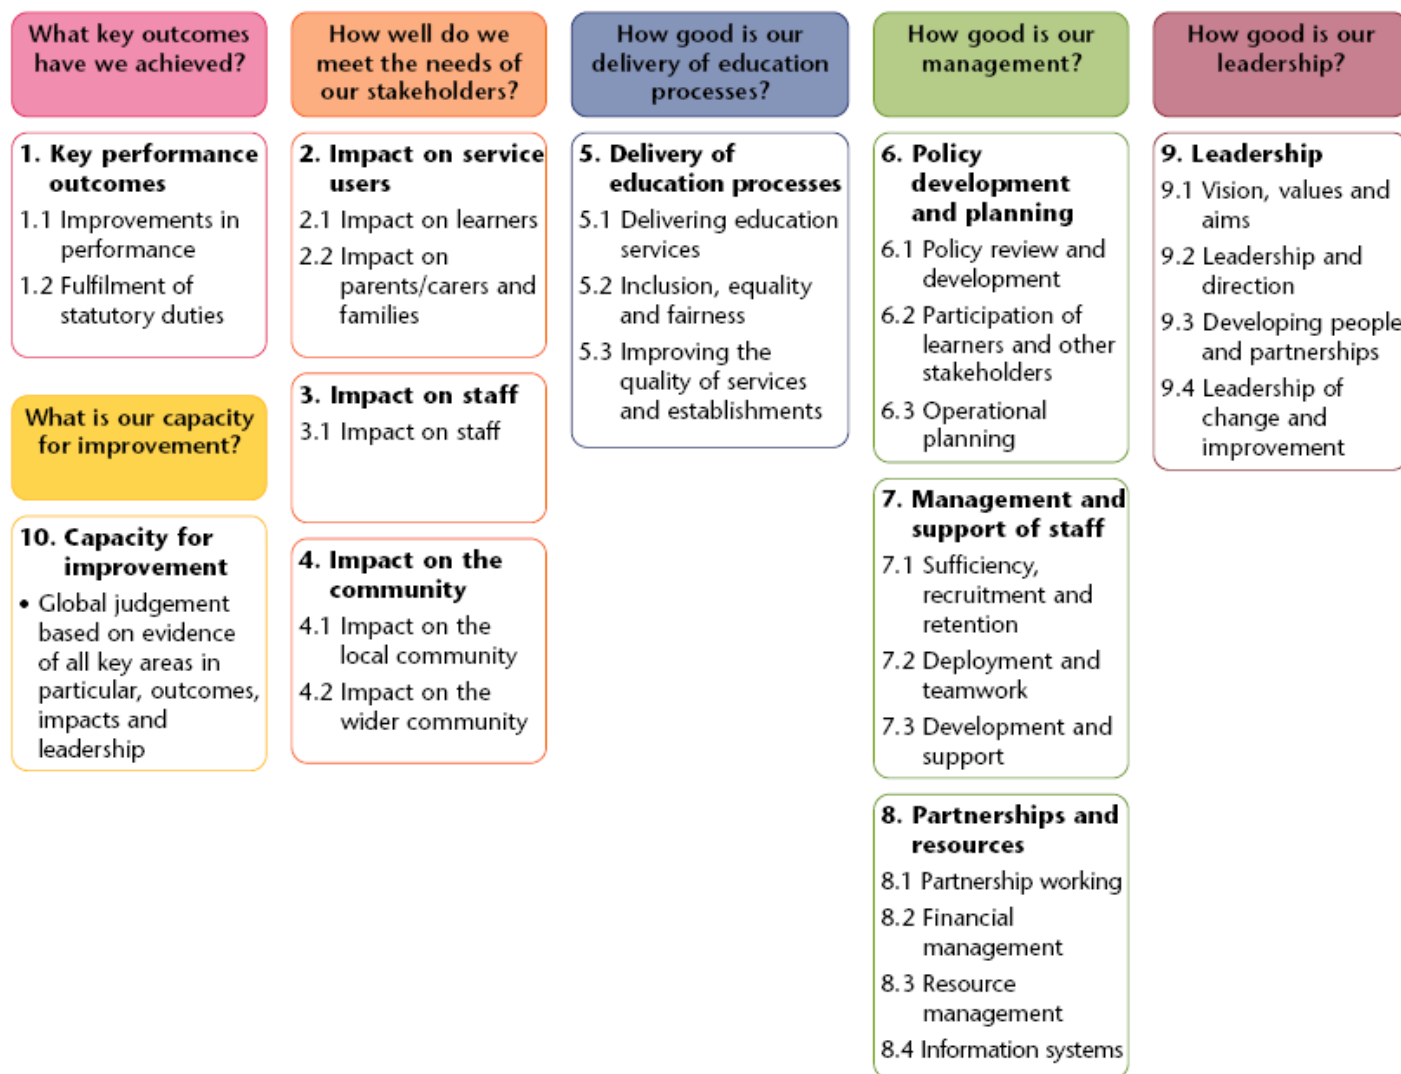 What key outcomes
have we achieved?
1. Key performance
outcomes
1.1 Improvements in
performance
1.2 Fulfilment of
statutory duties
What is our capacity
for improvement?
10. Capacity for
improvement
• Global judgement
based on evidence
of all key areas in
particular, outcomes,
impacts and
leadership
How well do we
meet the needs of
our stakeholders?
2. Impact on service
users
2.1 Impact on learners
2.2 Impact on
parents/carers and
families
3. Impact on staff
3.1 Impact on staff
4. Impact on the
community
4.1 Impact on the
local community
4.2 Impact on the
wider community
How good is our
delivery of education
processes?
5. Delivery of
education processes
5.1 Delivering education
services
5.2 Inclusion, equality
and fairness
5.3 Improving the
quality of services
and establishments
How good is our
management?
6. Policy
development
and planning
6.1 Policy review and
development
6.2 Participation of
learners and other
stakeholders
6.3 Operational
planning
7. Management and
support of staff
7.1 Sufficiency,
recruitment and
retention
7.2 Deployment and
teamwork
7.3 Development and
support
8. Partnerships and
resources
8.1 Partnership working
8.2 Financial
management
8.3 Resource
management
8.4 Information systems
How good is our
leadership?
9. Leadership
9.1 Vision, values and
aims
9.2 Leadership and
direction
9.3 Developing people
and partnerships
9.4 Leadership of
change and
improvement